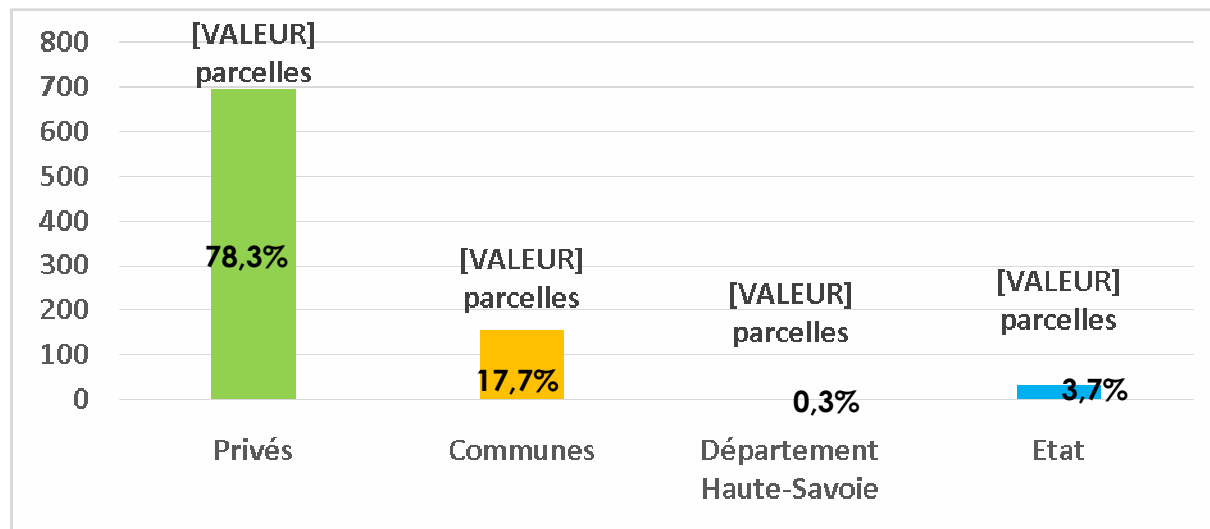 800
700
600
500
400
300
200
100
0
[VALEUR]
parcelles
78,3%
[VALEUR]
parcelles
17,7%
[VALEUR]
parcelles
0,3%
[VALEUR]
parcelles
3,7%
Privés
Communes
Département
Haute-Savoie
Etat